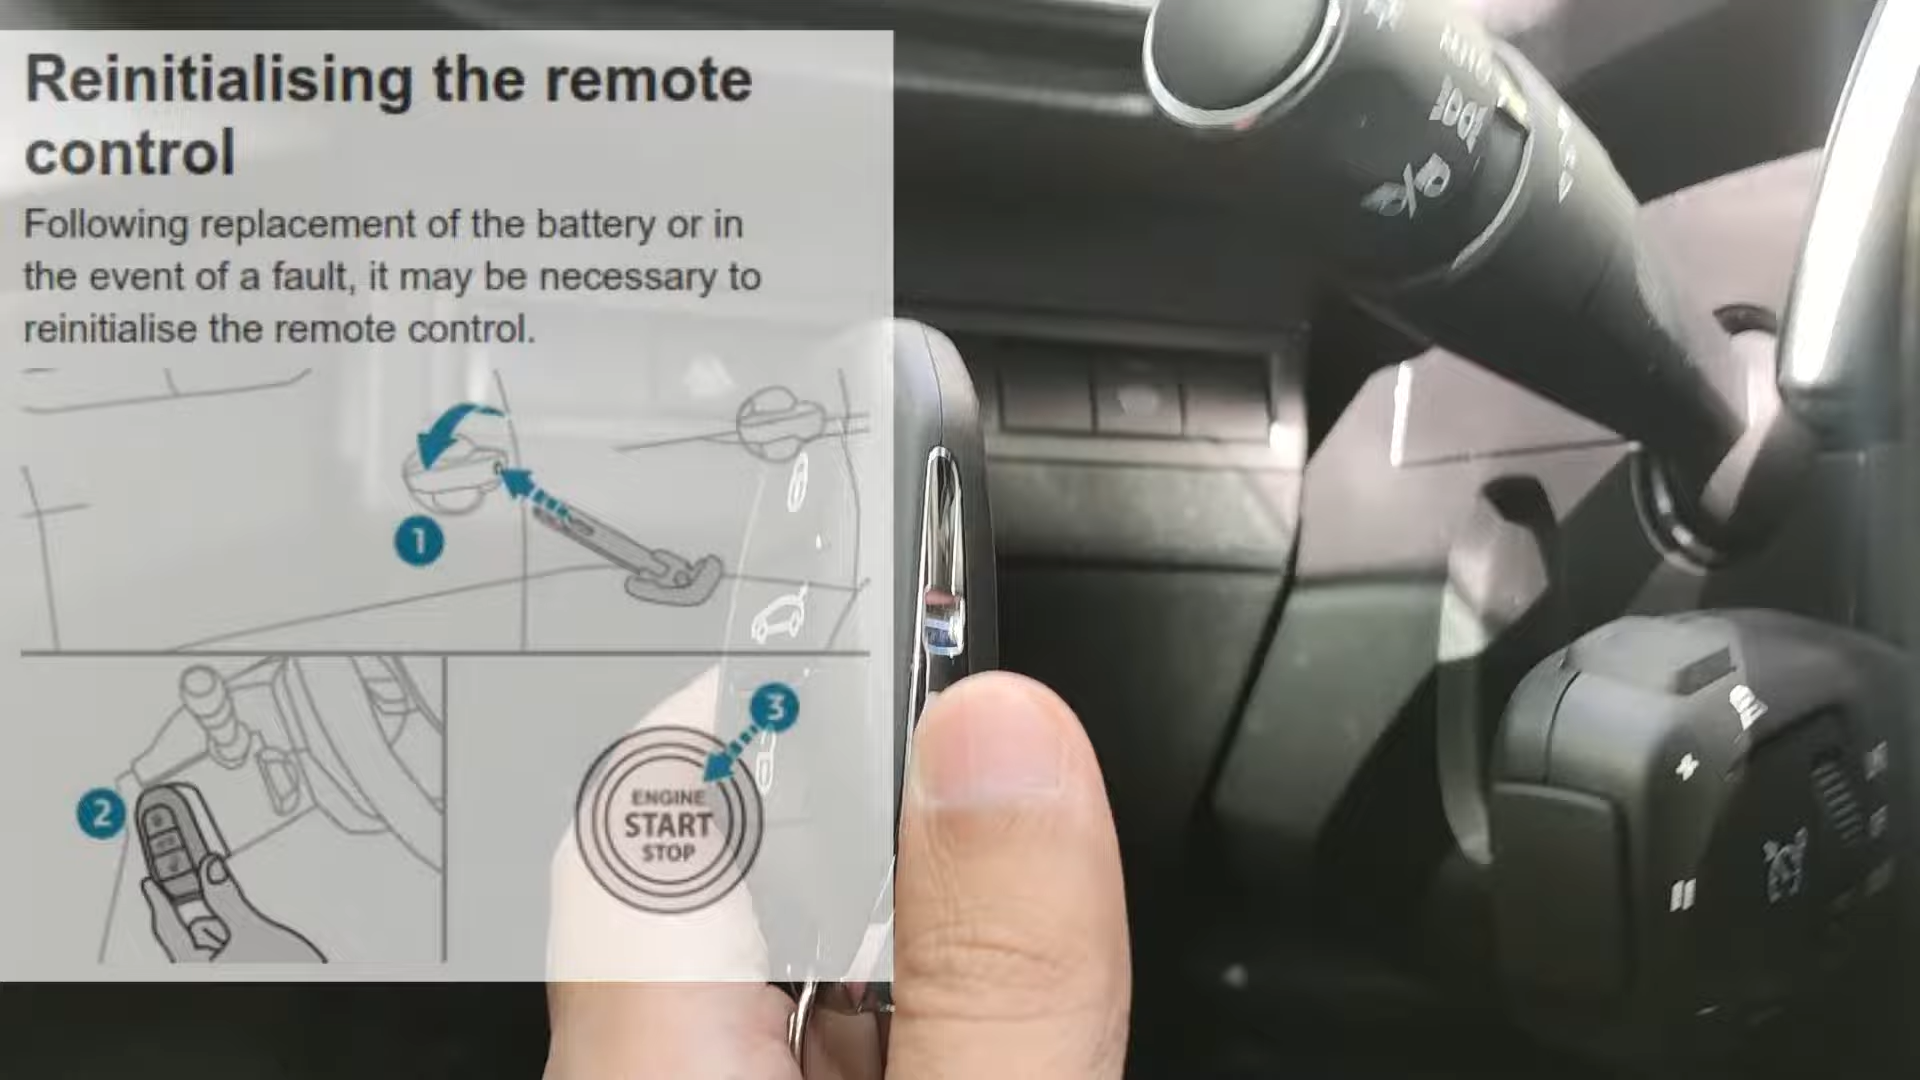 Reinitialising the remote
control
Following replacement of the battery or in
the event of a fault, it may be necessary to
reinitialise the remote control.
1
2
3
ENGINE
START
STOP